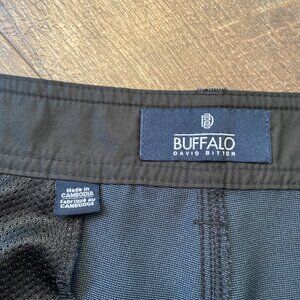 BUFFALO
DAVID BITTON
Made in
CAMBODIA
Fabriqué au
CAMBODGE